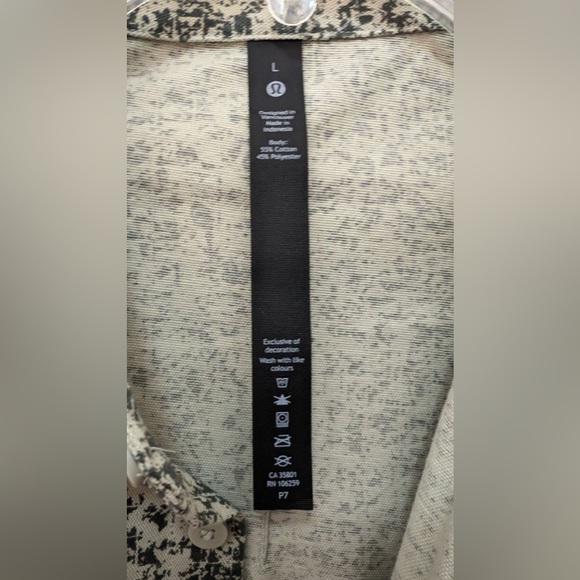 L
Designed in
Vancouver
Made in
Indonesia
Body:
55% Cotton
45% Polyester
Exclusive of
decoration
Wash with like
colours
CA 35801
RN 106259
P7